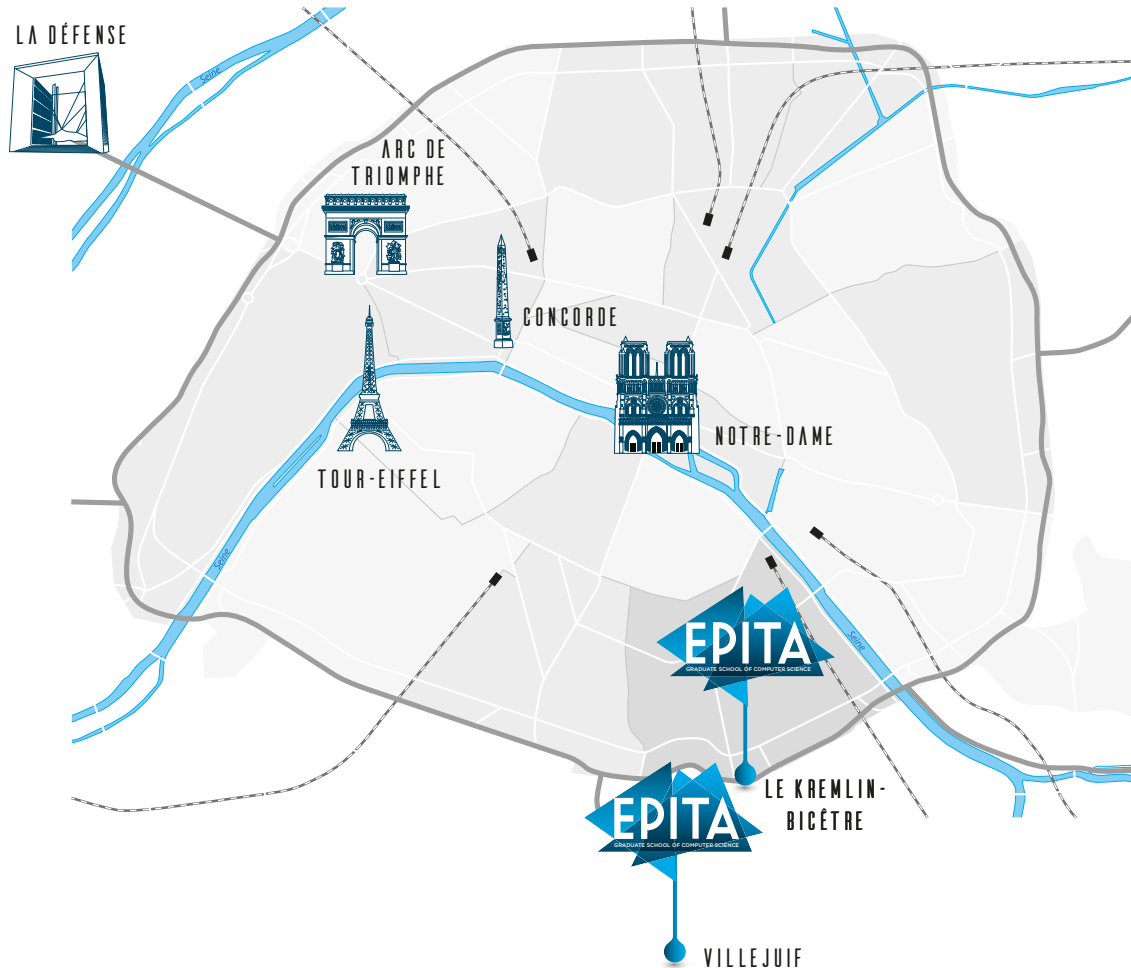 LA DÉFENSE
Seine
ARC DE
TRIOMPHE
CONCORDE
NOTRE-DAME
TOUR-EIFFEL
Seine
Seine
EPITA
GRADUATE SCHOOL OF COMPUTER SCIENCE
LE KREMLIN-
BICÊTRE
EPITA
GRADUATE SCHOOL OF COMPUTER SCIENCE
VILLEJUIF